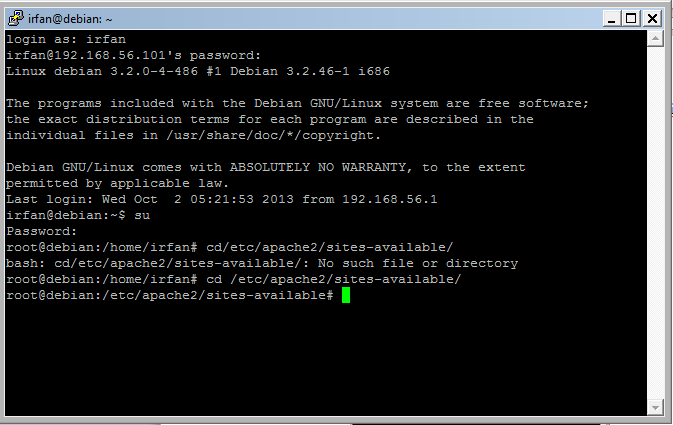 irfan@debian: ~
login as: irfan
irfan@192.168.56.101's password:
Linux debian 3.2.0-4-486 #1 Debian 3.2.46-1 i686
The programs included with the Debian GNU/Linux system are free software;
the exact distribution terms for each program are described in the
individual files in /usr/share/doc/*/copyright.
Debian GNU/Linux comes with ABSOLUTELY NO WARRANTY, to the extent
permitted by applicable law.
Last login: Wed Oct  2 05:21:53 2013 from 192.168.56.1
irfan@debian:~$ su
Password:
root@debian:/home/irfan# cd/etc/apache2/sites-available/
bash: cd/etc/apache2/sites-available/: No such file or directory
root@debian:/home/irfan# cd /etc/apache2/sites-available/
root@debian:/etc/apache2/sites-available#